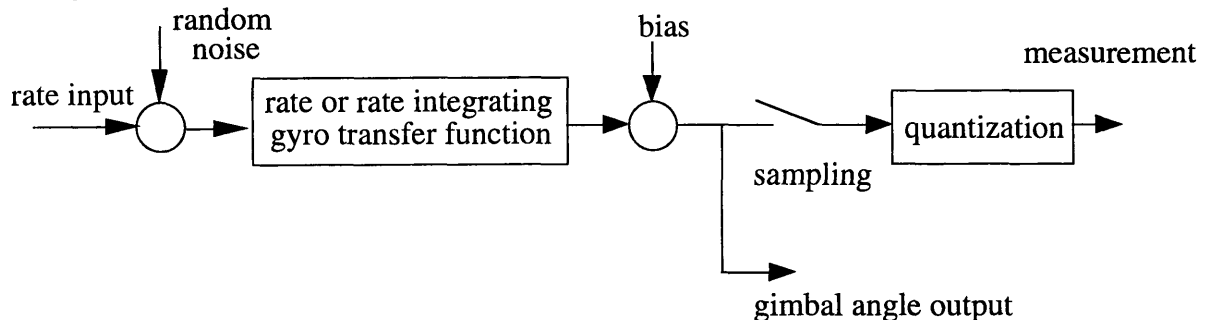 random
noise
bias
measurement
rate input
rate or rate integrating
gyro transfer function
quantization
sampling
gimbal angle output